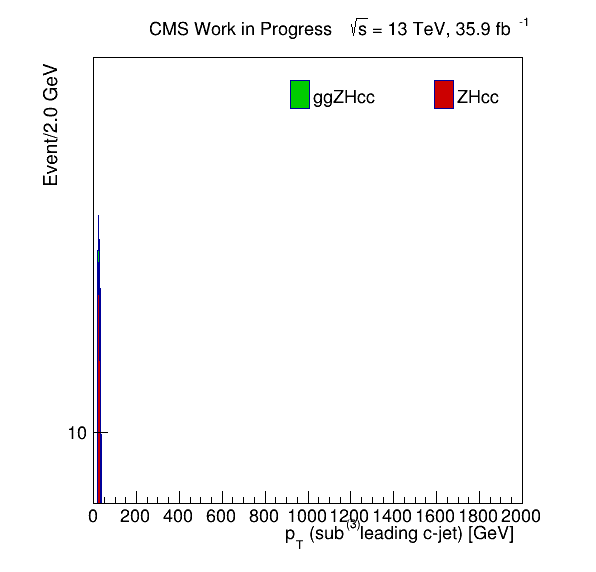 CMS Work in Progress √s = 13 TeV, 35.9 fb -1
Event/2.0 GeV
ggZHcc ZHcc
10
0 200 400 600 800 1000 1200 1400 1600 1800 2000
pT (sub(3)leading c-jet) [GeV]